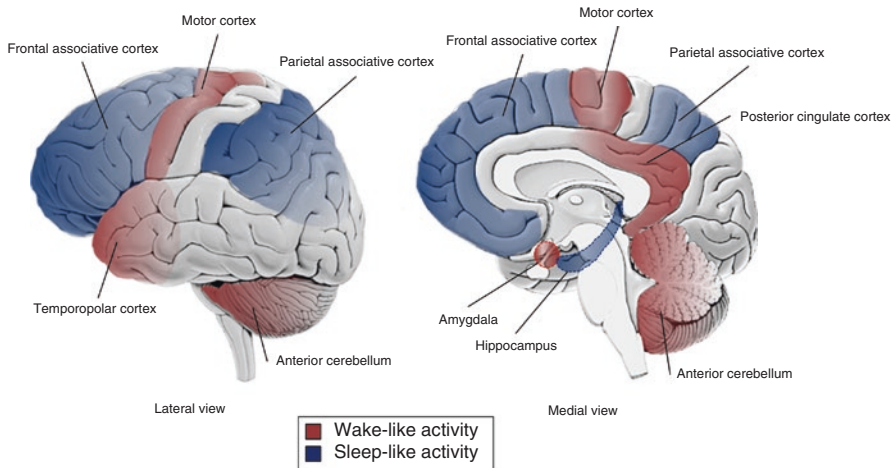 Motor cortex
Frontal associative cortex
Parietal associative cortex
Temporopolar cortex
Anterior cerebellum
Lateral view
Motor cortex
Frontal associative cortex
Parietal associative cortex
Posterior cingulate cortex
Amygdala
Hippocampus
Anterior cerebellum
Medial view
Wake-like activity
Sleep-like activity